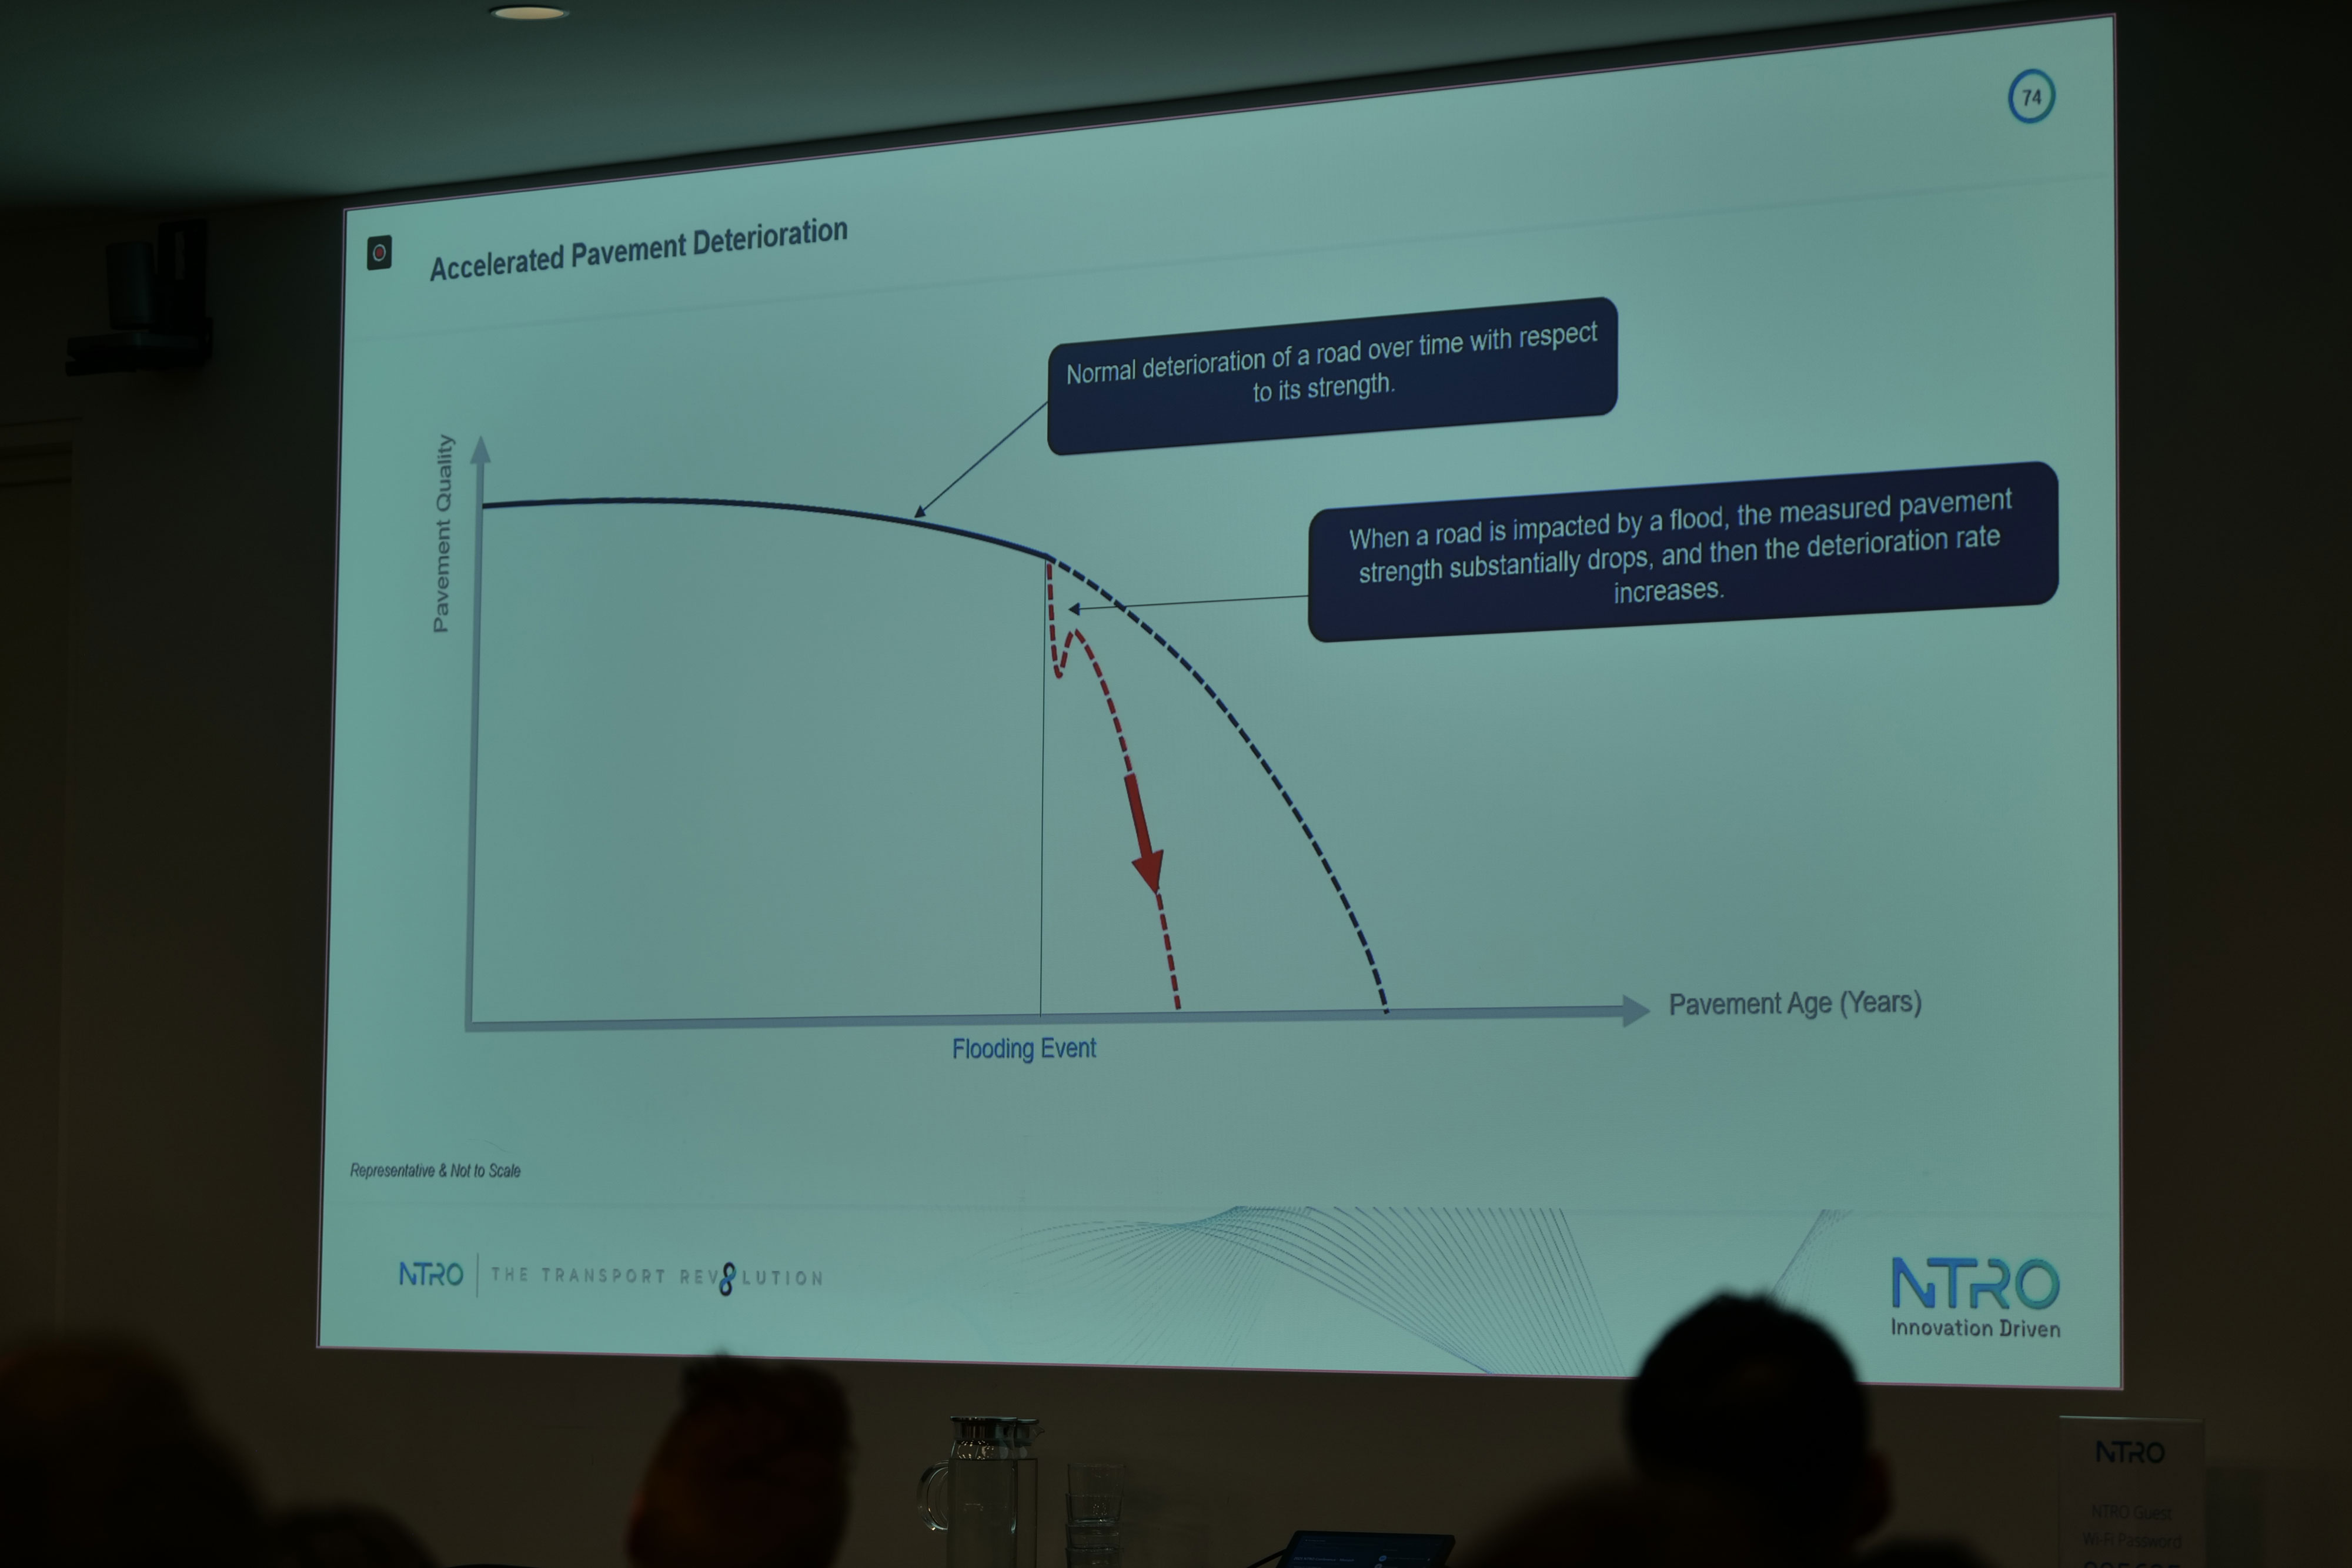 74
Accelerated Pavement Deterioration
Normal deterioration of a road over time with respect
to its strength.
Pavement Quality
When a road is impacted by a flood, the measured pavement
strength substantially drops, and then the deterioration rate
increases.
Pavement Age (Years)
Flooding Event
Representative & Not to Scale
NTRO
THE TRANSPORT REV8LUTION
NTRO
Innovation Driven
NTRO
NTRO Guest
Wi-Fi Password